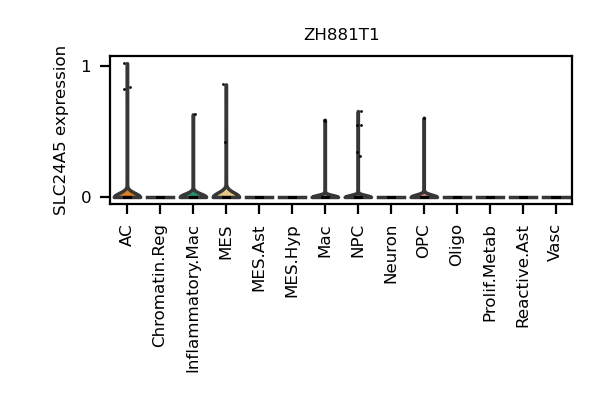 ZH881T1
SLC24A5 expression
1
0
AC
Chromatin.Reg
Inflammatory.Mac
MES
MES.Ast
MES.Hyp
Mac
NPC
Neuron
OPC
Oligo
Prolif.Metab
Reactive.Ast
Vasc